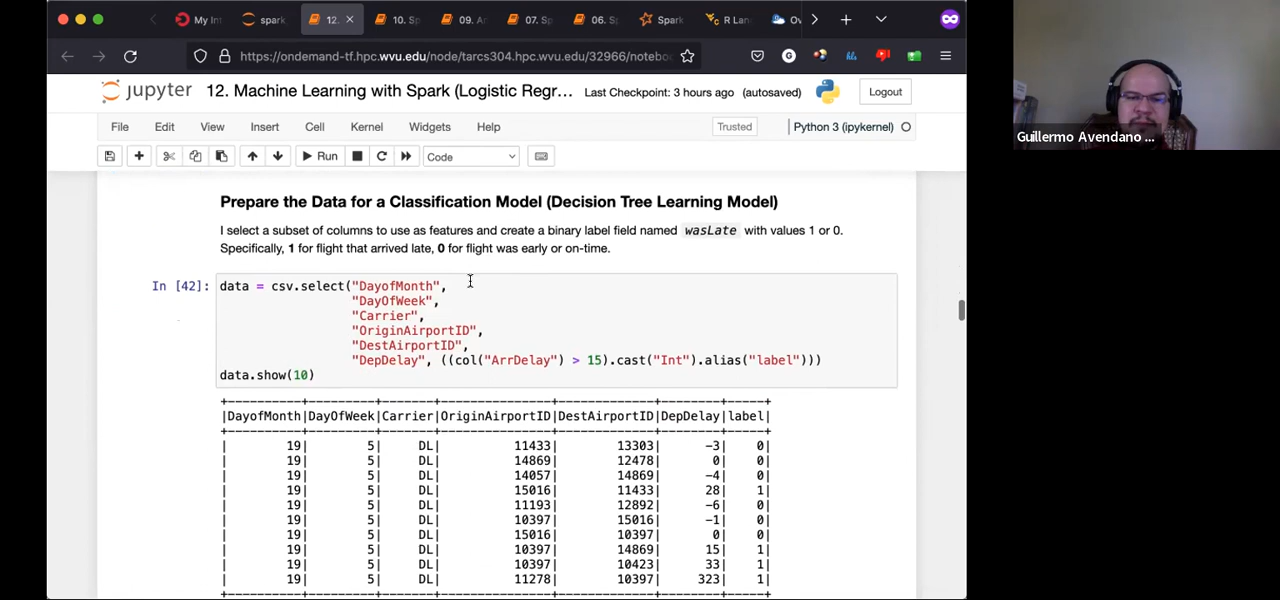 My In
spark
12.
10. Sp
09. A
07. Sp
06. S
Spark
R Lan
Ov
https://ondemand-tf.hpc.wvu.edu/node/tarcs304.hpc.wvu.edu/32966/notebo
jupyter 12. Machine Learning with Spark (Logistic Regr... Last Checkpoint: 3 hours ago (autosaved) Logout
File Edit View Insert Cell Kernel Widgets Help Trusted Python 3 (ipykernel)
Run Code
Guillermo Avendano ...
Prepare the Data for a Classification Model (Decision Tree Learning Model)
I select a subset of columns to use as features and create a binary label field named wasLate with values 1 or 0.
Specifically, 1 for flight that arrived late, 0 for flight was early or on-time.
In [42]: data = csv.select("DayofMonth",
"DayOfWeek",
"Carrier",
"OriginAirportID",
"DestAirportID",
"DepDelay", ((col("ArrDelay") > 15).cast("Int").alias("label")))
data.show(10)
+----------+---------+-------+---------------+-------------+--------+-----+
|DayofMonth|DayOfWeek|Carrier|OriginAirportID|DestAirportID|DepDelay|label|
+----------+---------+-------+---------------+-------------+--------+-----+
| 19| 5| DL| 11433| 13303| -3| 0|
| 19| 5| DL| 14869| 12478| 0| 0|
| 19| 5| DL| 14057| 14869| -4| 0|
| 19| 5| DL| 15016| 11433| 28| 1|
| 19| 5| DL| 11193| 12892| -6| 0|
| 19| 5| DL| 10397| 15016| -1| 0|
| 19| 5| DL| 15016| 10397| 0| 0|
| 19| 5| DL| 10397| 14869| 15| 1|
| 19| 5| DL| 10397| 10423| 33| 1|
| 19| 5| DL| 11278| 10397| 323| 1|
+----------+---------+-------+---------------+-------------+--------+-----+